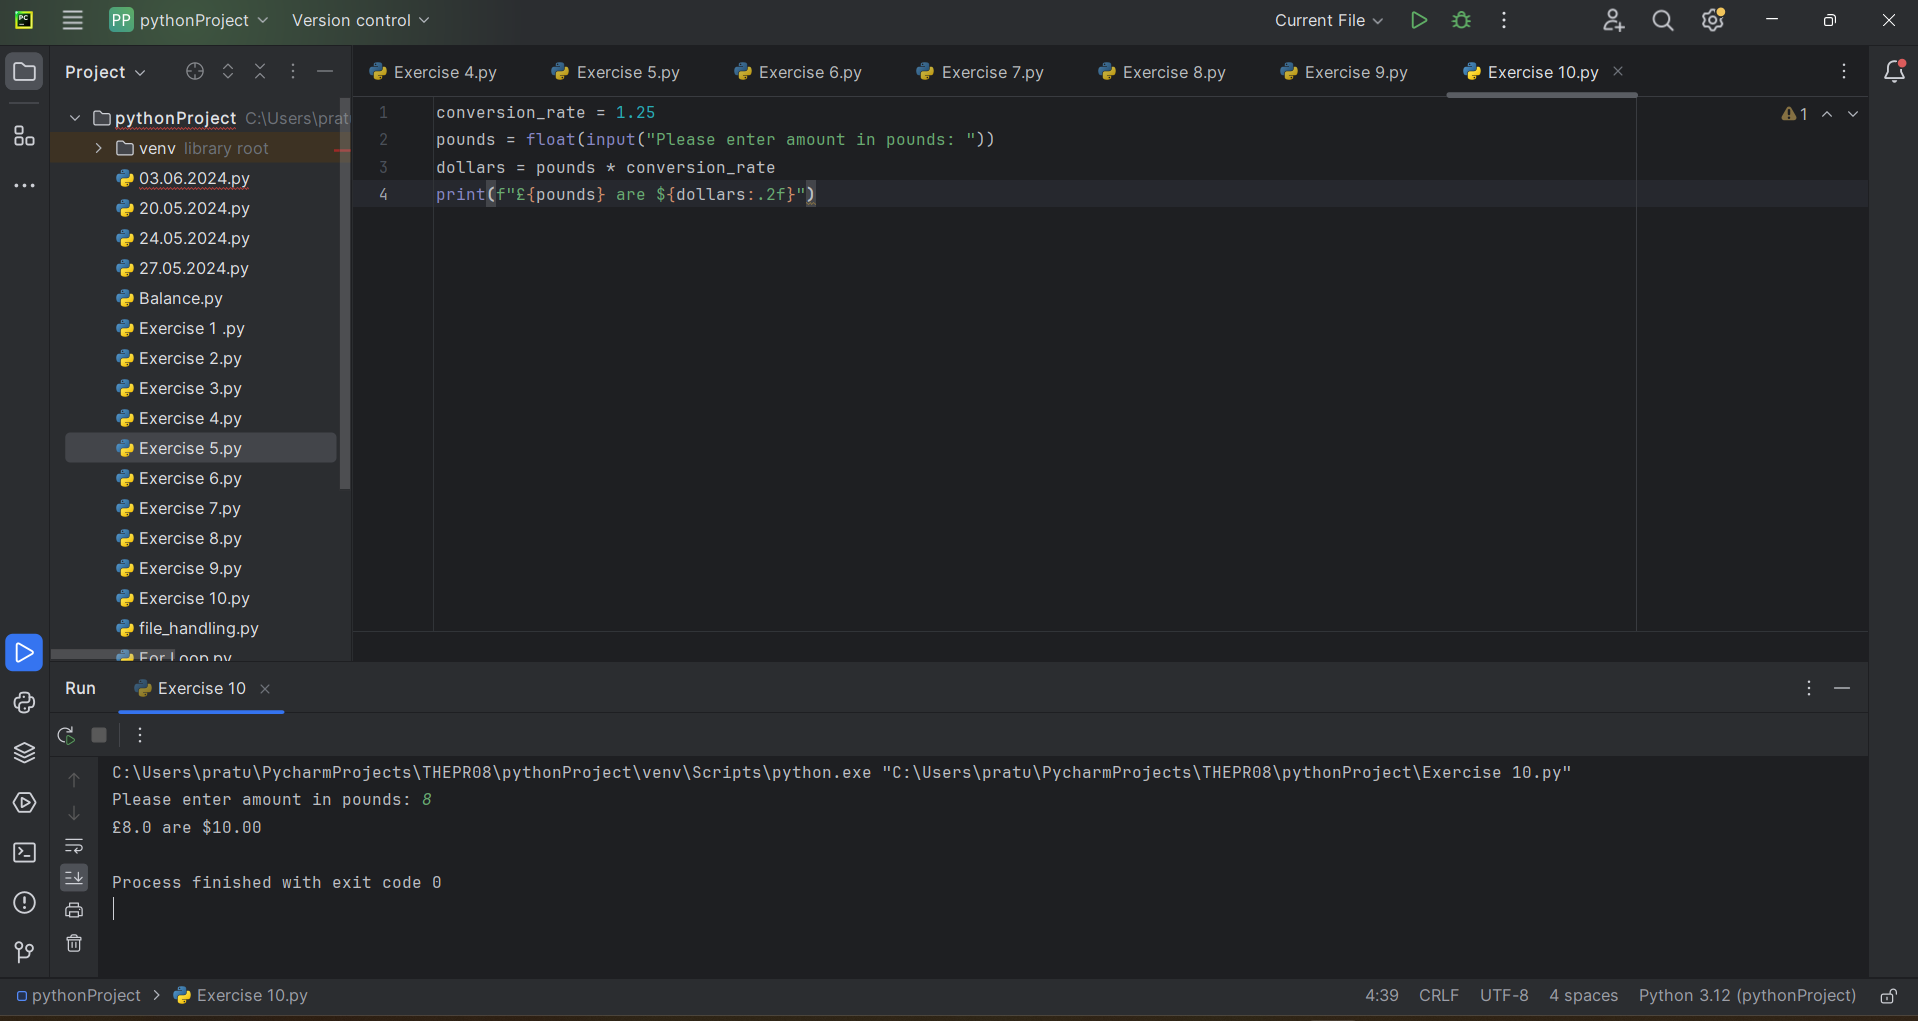 PC PP pythonProject Version control Current File
Project
Exercise 4.py Exercise 5.py Exercise 6.py Exercise 7.py Exercise 8.py Exercise 9.py Exercise 10.py
pythonProject C:\Users\prat
venv library root
03.06.2024.py
20.05.2024.py
24.05.2024.py
27.05.2024.py
Balance.py
Exercise 1 .py
Exercise 2.py
Exercise 3.py
Exercise 4.py
Exercise 5.py
Exercise 6.py
Exercise 7.py
Exercise 8.py
Exercise 9.py
Exercise 10.py
file_handling.py
For Loop.py
1 conversion_rate = 1.25
2 pounds = float(input("Please enter amount in pounds: "))
3 dollars = pounds * conversion_rate
4 print(f"£{pounds} are ${dollars:.2f}")
1
Run Exercise 10
C:\Users\pratu\PycharmProjects\THEPR08\pythonProject\venv\Scripts\python.exe "C:\Users\pratu\PycharmProjects\THEPR08\pythonProject\Exercise 10.py"
Please enter amount in pounds: 8
£8.0 are $10.00
Process finished with exit code 0
pythonProject > Exercise 10.py
4:39 CRLF UTF-8 4 spaces Python 3.12 (pythonProject)